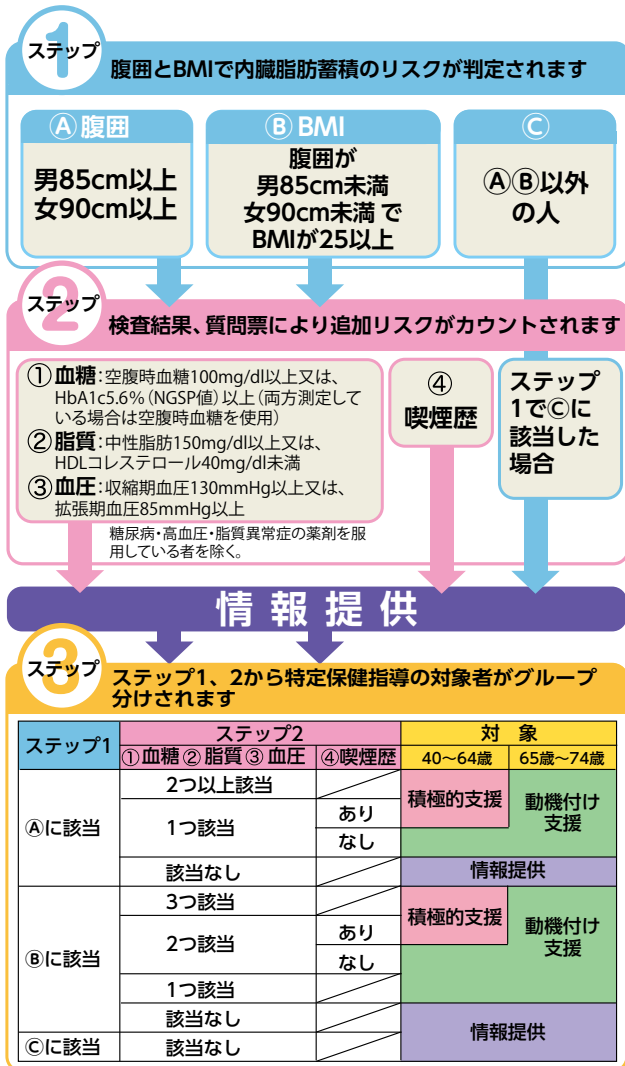 ステップ
1
腹囲とBMIで内臓脂肪蓄積のリスクが判定されます
Ⓐ腹囲
男85cm以上
女90cm以上
ⒷBMI
腹囲が
男85cm未満
女90cm未満で
BMIが25以上
Ⓒ
ⒶⒷ以外
の人
ステップ
2
検査結果、質問票により追加リスクがカウントされます
①血糖:空腹時血糖100mg/dl以上又は、
HbA1c5.6%(NGSP値)以上(両方測定して
いる場合は空腹時血糖を使用)
②脂質:中性脂肪150mg/dl以上又は、
HDLコレステロール40mg/dl未満
③血圧:収縮期血圧130mmHg以上又は、
拡張期血圧85mmHg以上
糖尿病・高血圧・脂質異常症の薬剤を服
用している者を除く。
④
喫煙歴
ステップ
1でⒸに
該当した
場合
情報提供
ステップ
3
ステップ1、2から特定保健指導の対象者がグループ
分けされます
ステップ1
ステップ2
対 象
①血糖②脂質③血圧
④喫煙歴
40~64歳
65歳~74歳
Ⓐに該当
2つ以上該当
積極的支援
動機付け
支援
1つ該当
あり
なし
該当なし
情報提供
Ⓑに該当
3つ該当
積極的支援
動機付け
支援
2つ該当
あり
なし
1つ該当
該当なし
情報提供
Ⓒに該当
該当なし